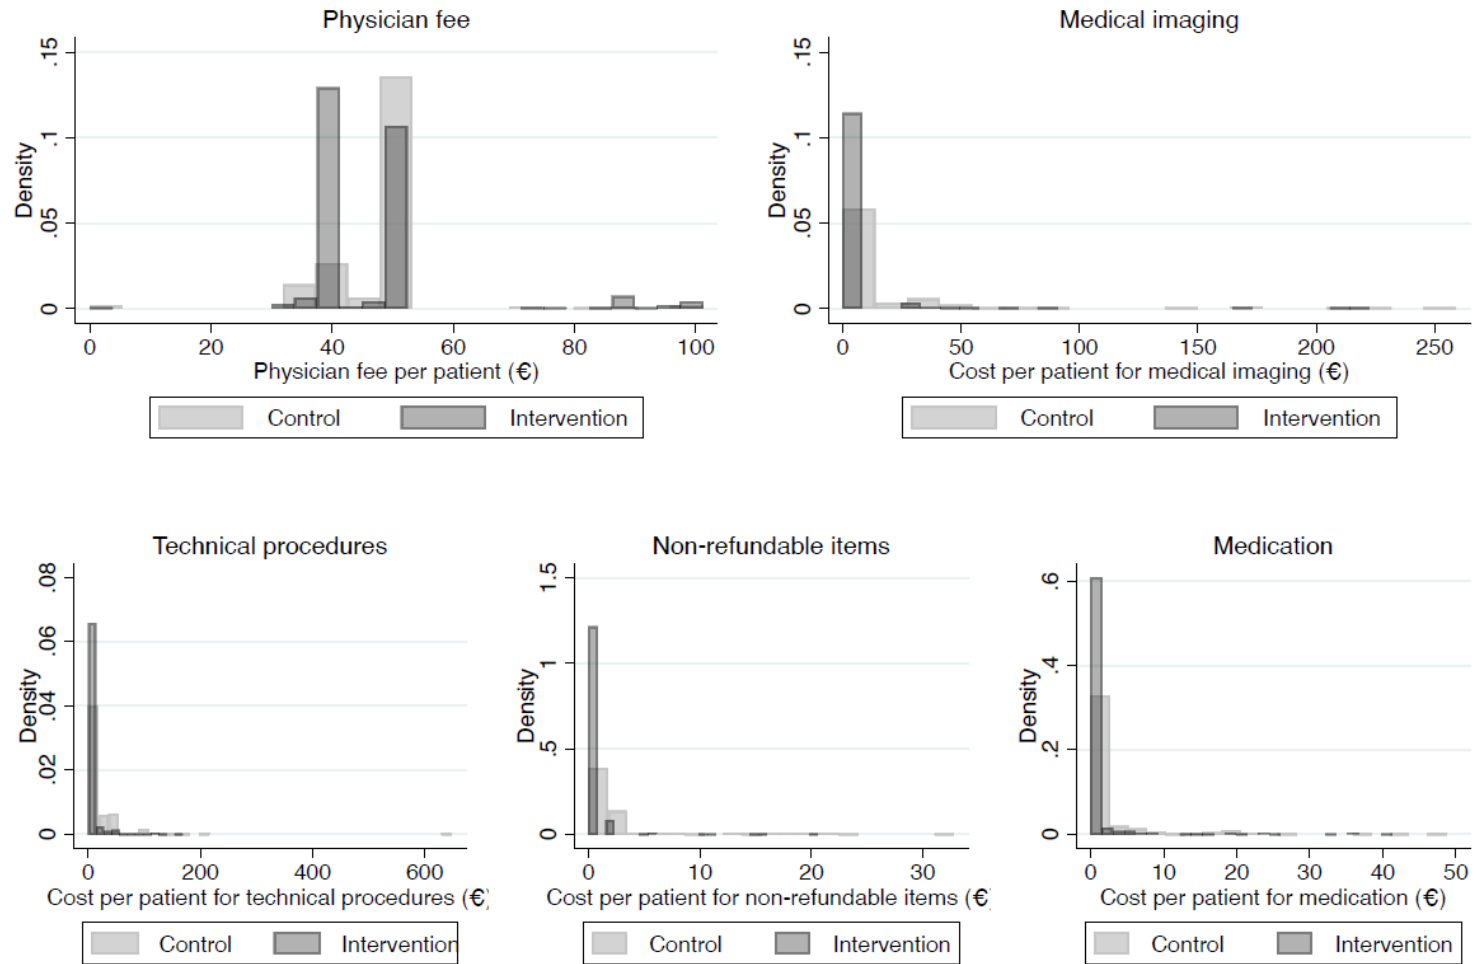 Physician fee
Density
.15
.1
.05
0
0 20 40 60 80 100
Physician fee per patient (€)
Control Intervention
Medical imaging
Density
.15
.1
.05
0
0 50 100 150 200 250
Cost per patient for medical imaging (€)
Control Intervention
Technical procedures
Density
.08
.06
.04
.02
0
0 200 400 600
Cost per patient for technical procedures (€)
Control Intervention
Non-refundable items
Density
1.5
1
.5
0
0 10 20 30
Cost per patient for non-refundable items (€
Control Intervention
Medication
Density
.6
.4
.2
0
0 10 20 30 40 50
Cost per patient for medication (€)
Control Intervention